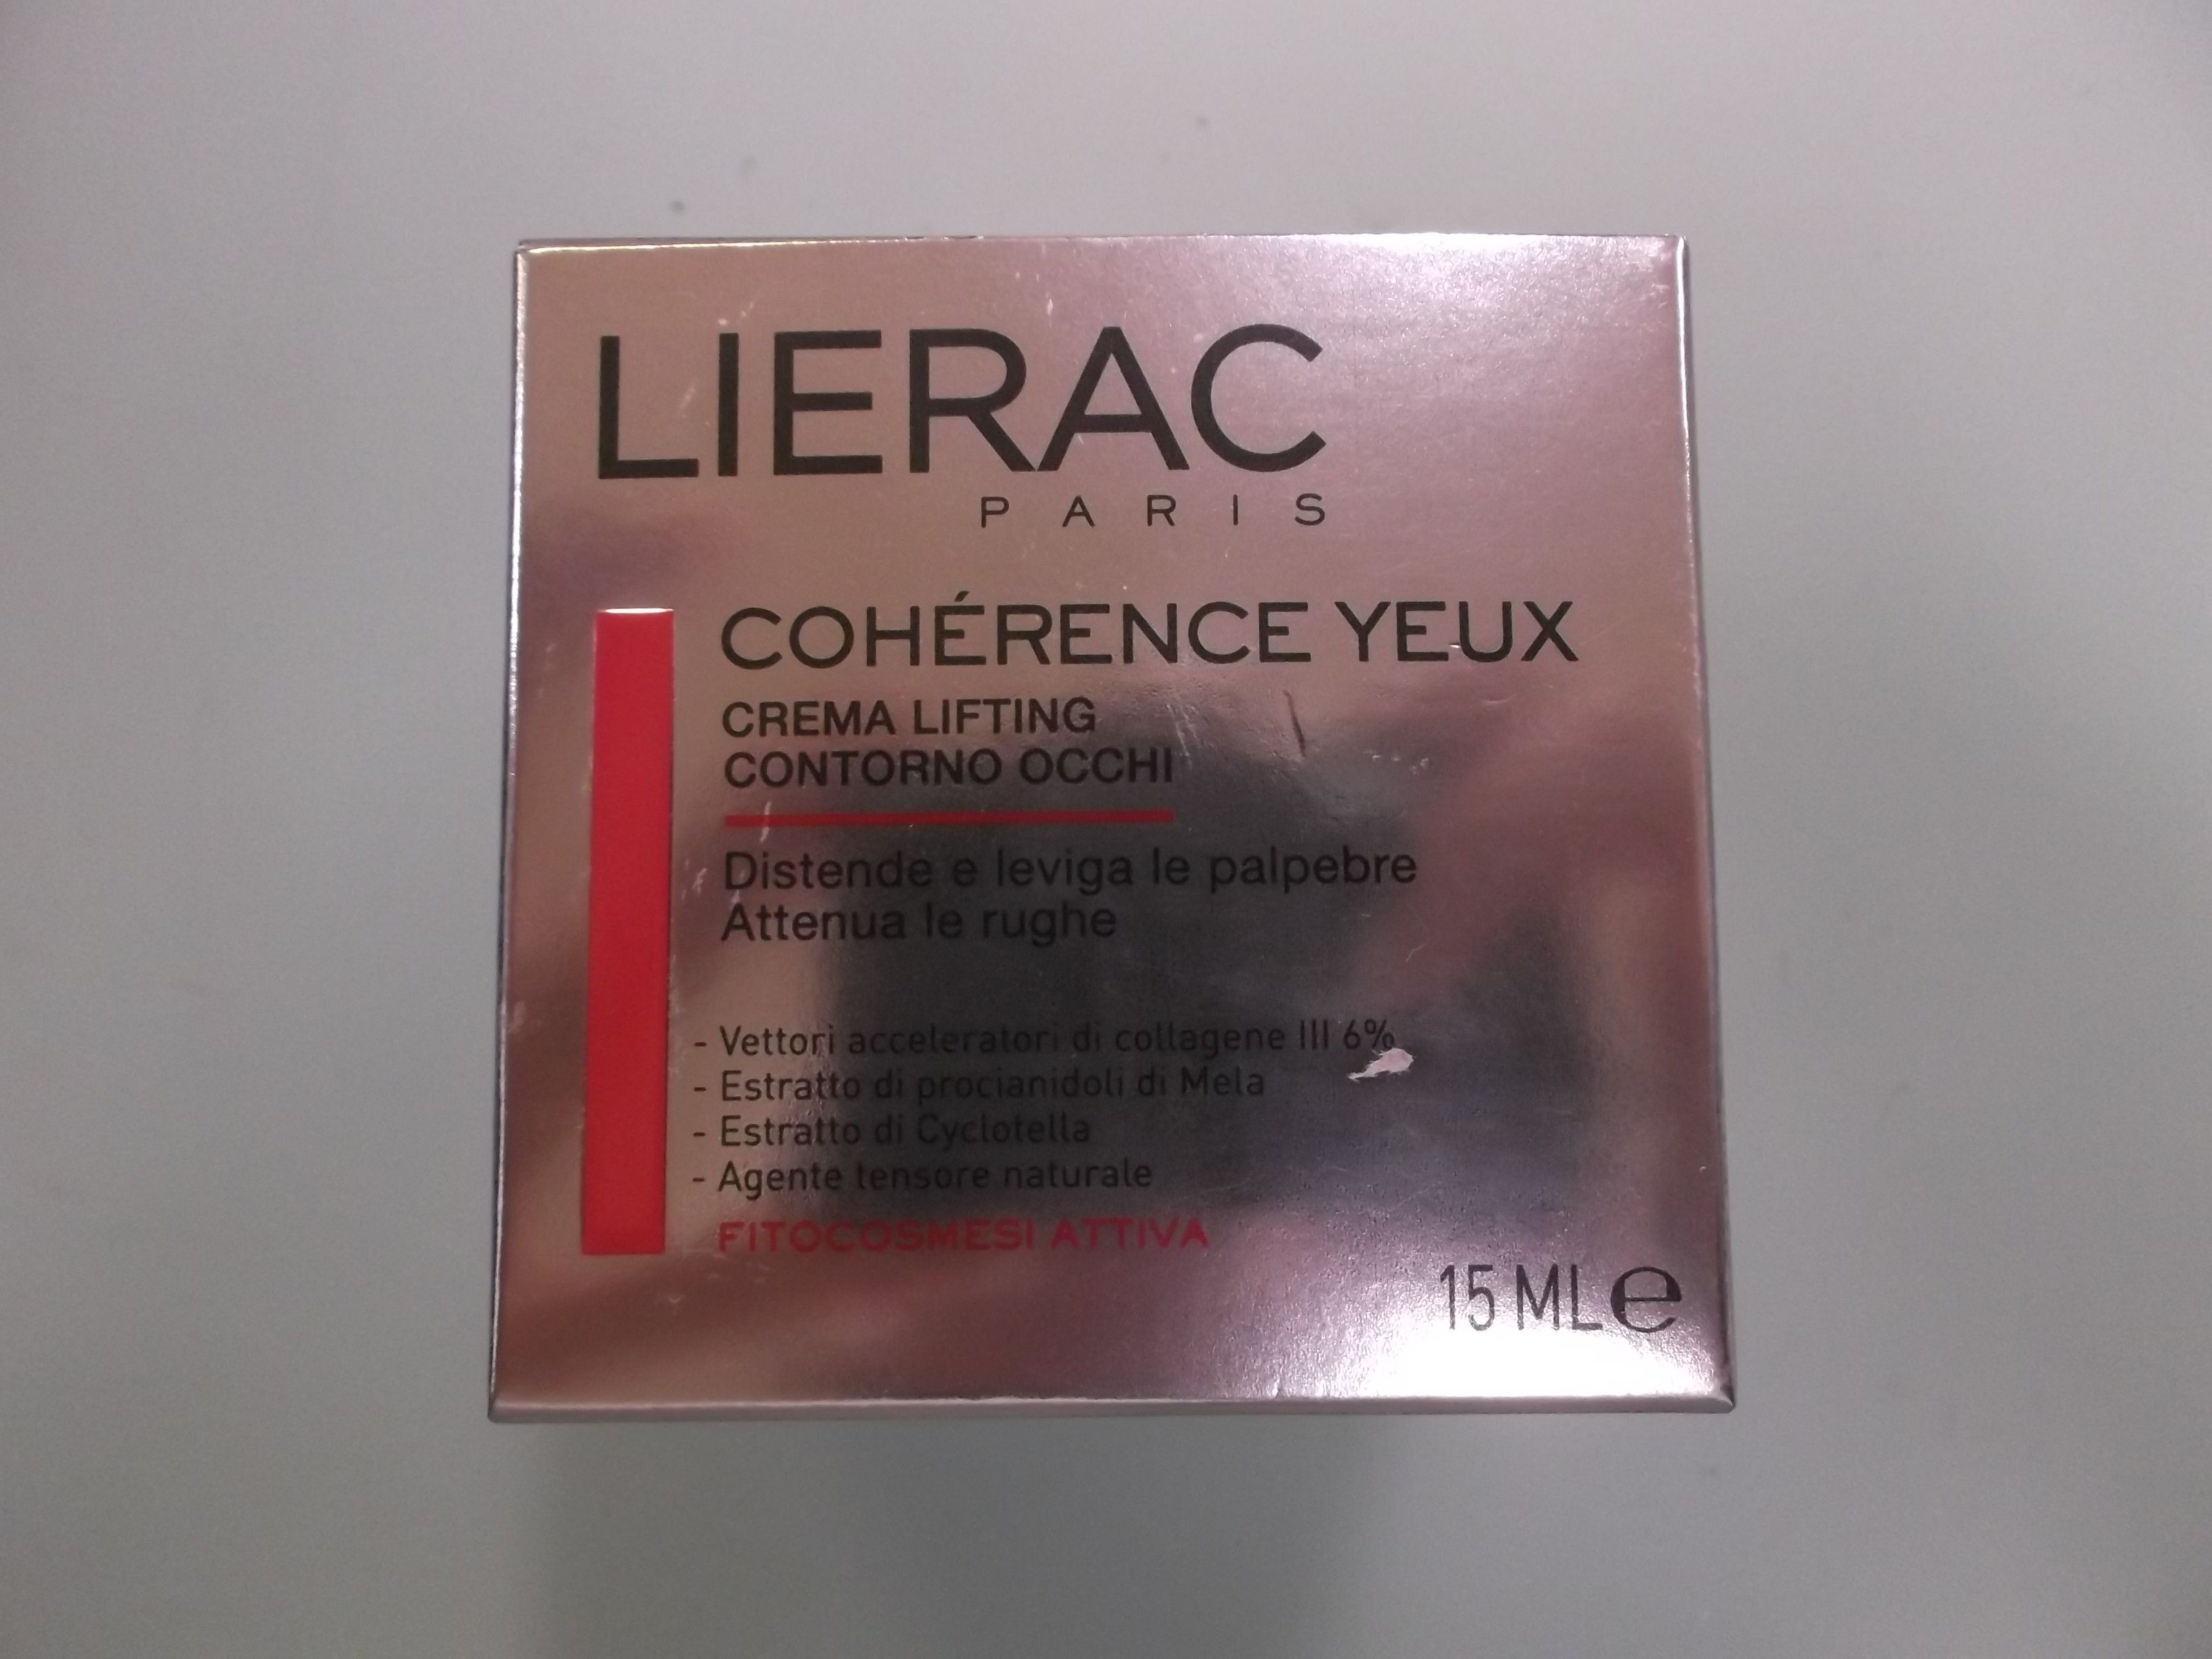 LIERAC
PARIS
COHÉRENCE YEUX
CREMA LIFTING
CONTORNO OCCHI
Distende e leviga le palpebre
Attenua le rughe
- Vettori acceleratori di collagene III 6%
- Estratto di procianidoli di Mela
- Estratto di Cyclotella
- Agente tensore naturale
FITOCOSMESI ATTIVA
15 ML ℮